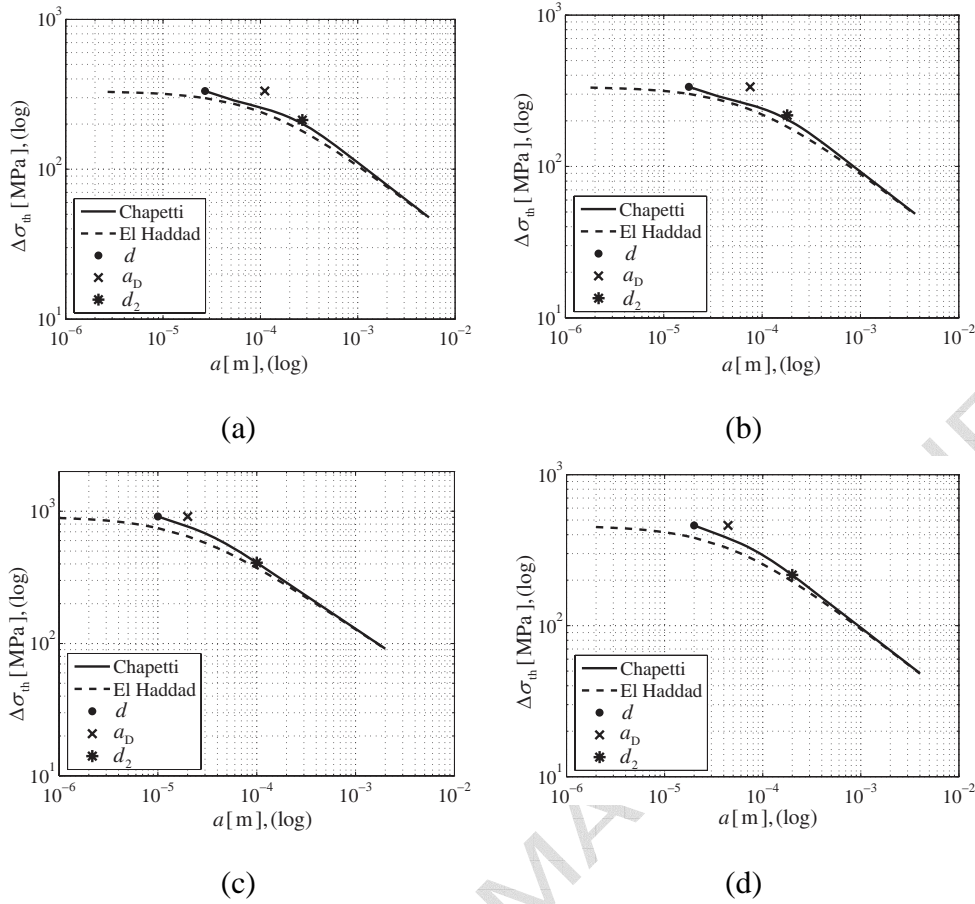 10^3
10^2
10^1
Δσ_th [MPa], (log)
Chapetti
El Haddad
d
a_D
d_2
10^−6 10^−5 10^−4 10^−3 10^−2
a[m], (log)
(a)
10^3
10^2
10^1
Δσ_th [MPa], (log)
Chapetti
El Haddad
d
a_D
d_2
10^−6 10^−5 10^−4 10^−3 10^−2
a[m], (log)
(b)
10^3
10^2
10^1
Δσ_th [MPa], (log)
Chapetti
El Haddad
d
a_D
d_2
10^−6 10^−5 10^−4 10^−3 10^−2
a[m], (log)
(c)
10^3
10^2
10^1
Δσ_th [MPa], (log)
Chapetti
El Haddad
d
a_D
d_2
10^−6 10^−5 10^−4 10^−3 10^−2
a[m], (log)
(d)